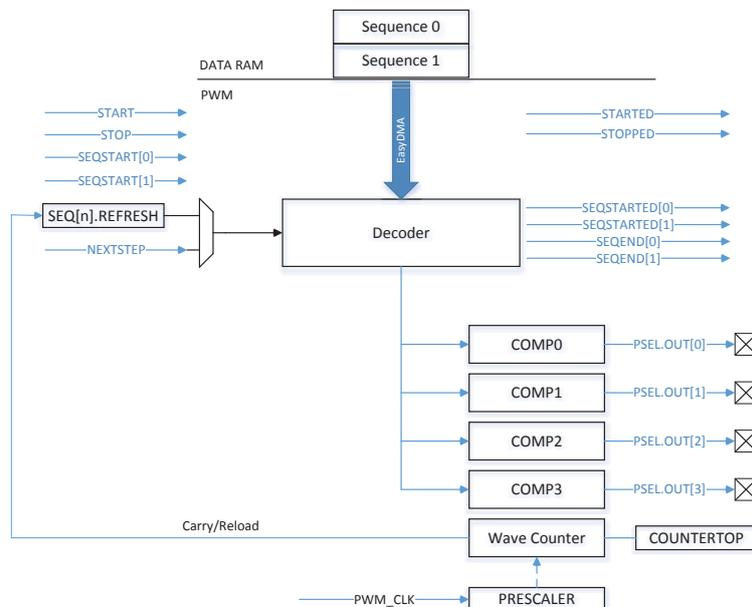 Sequence 0
Sequence 1
DATA RAM
PWM
START
STOP
SEQSTART[0]
SEQSTART[1]
EasyDMA
STARTED
STOPPED
SEQ[n].REFRESH
NEXTSTEP
Decoder
SEQSTARTED[0]
SEQSTARTED[1]
SEQEND[0]
SEQEND[1]
COMP0
PSEL.OUT[0]
COMP1
PSEL.OUT[1]
COMP2
PSEL.OUT[2]
COMP3
PSEL.OUT[3]
Carry/Reload
Wave Counter
COUNTERTOP
PWM_CLK
PRESCALER